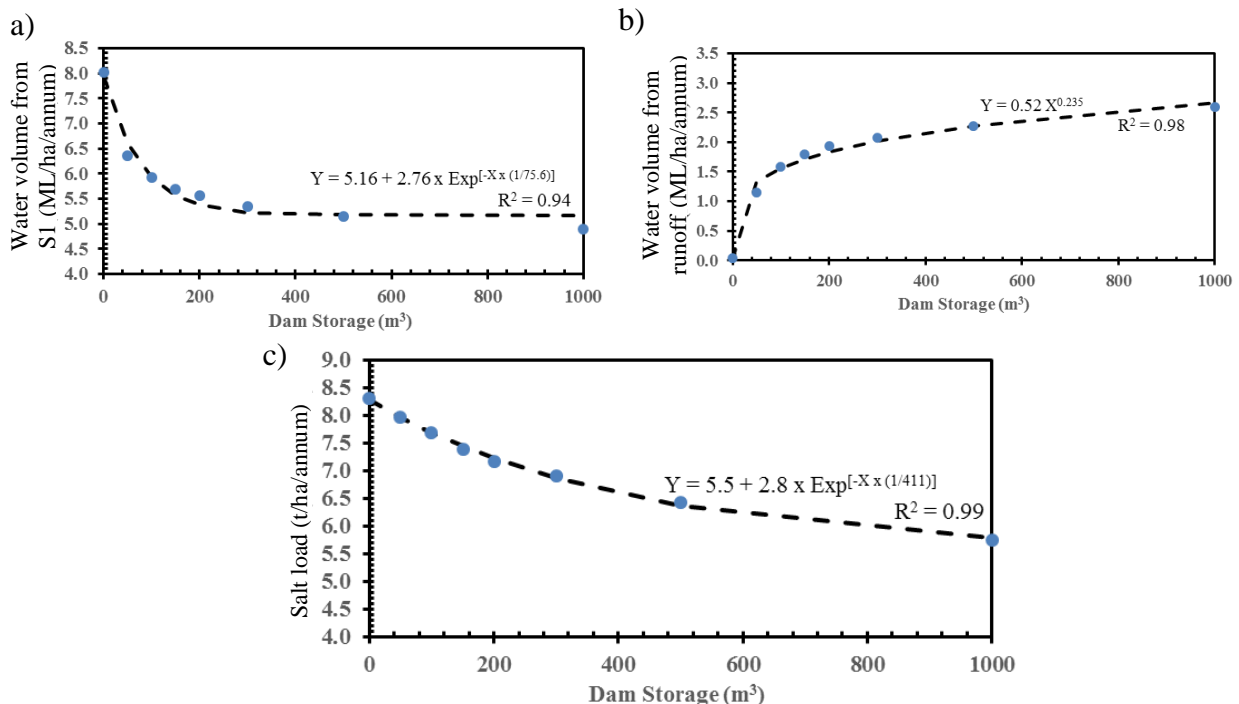 a)
Water volume from
S1 (ML/ha/annum)
8.5
8.0
7.5
7.0
6.5
6.0
5.5
5.0
4.5
4.0
Y = 5.16 + 2.76 x Exp[-X x (1/75.6)]
R² = 0.94
0 200 400 600 800 1000
Dam Storage (m³)
b)
Water volume from
runoff (ML/ha/annum)
3.5
3.0
2.5
2.0
1.5
1.0
0.5
0.0
Y = 0.52 X^0.235
R² = 0.98
0 200 400 600 800 1000
Dam Storage (m³)
c)
Salt load (t/ha/annum)
9.0
8.5
8.0
7.5
7.0
6.5
6.0
5.5
5.0
4.5
4.0
Y = 5.5 + 2.8 x Exp[-X x (1/411)]
R² = 0.99
0 200 400 600 800 1000
Dam Storage (m³)